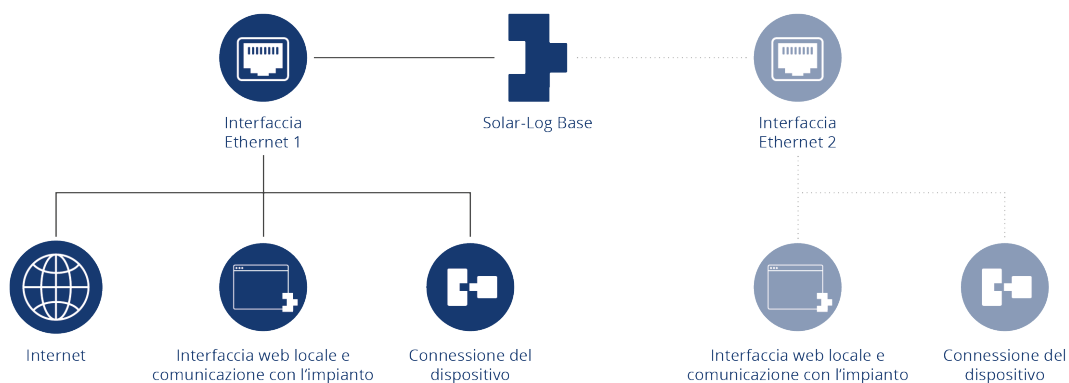 Interfaccia
Ethernet 1
Solar-Log Base
Interfaccia
Ethernet 2
Internet
Interfaccia web locale e
comunicazione con l’impianto
Connessione del
dispositivo
Interfaccia web locale e
comunicazione con l’impianto
Connessione del
dispositivo